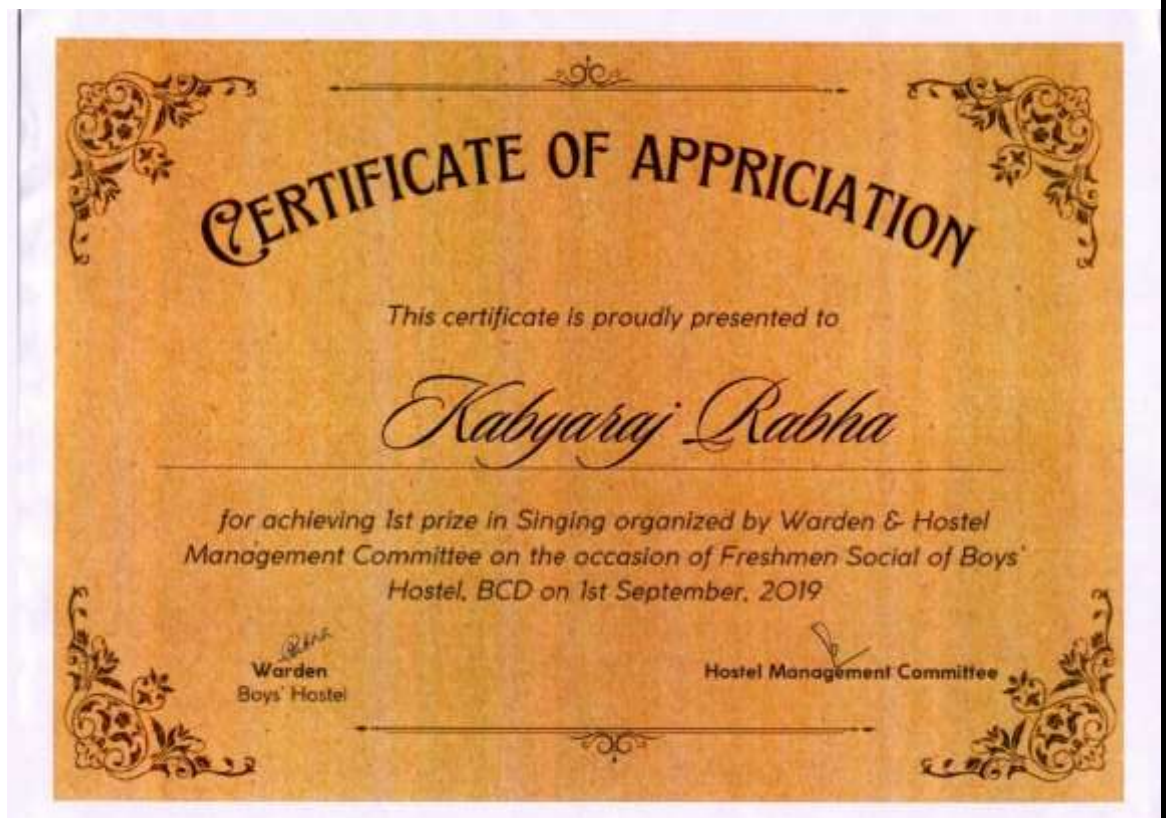 CERTIFICATE OF APPRICIATION
This certificate is proudly presented to
Kabyaraj Rabha
for achieving 1st prize in Singing organized by Warden & Hostel
Management Committee on the occasion of Freshmen Social of Boys'
Hostel, BCD on 1st September, 2019
Rabha
Warden
Boys' Hostel
Hostel Management Committee